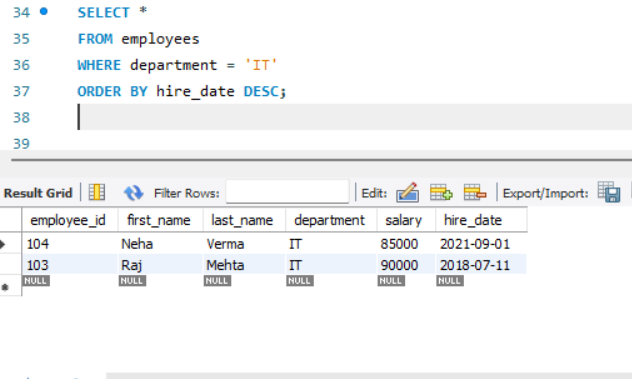 34 SELECT *
35 FROM employees
36 WHERE department = 'IT'
37 ORDER BY hire_date DESC;
38
39
Result Grid Filter Rows: Edit: Export/Import:
employee_id first_name last_name department salary hire_date
104 Neha Verma IT 85000 2021-09-01
103 Raj Mehta IT 90000 2018-07-11
NULL NULL NULL NULL NULL NULL